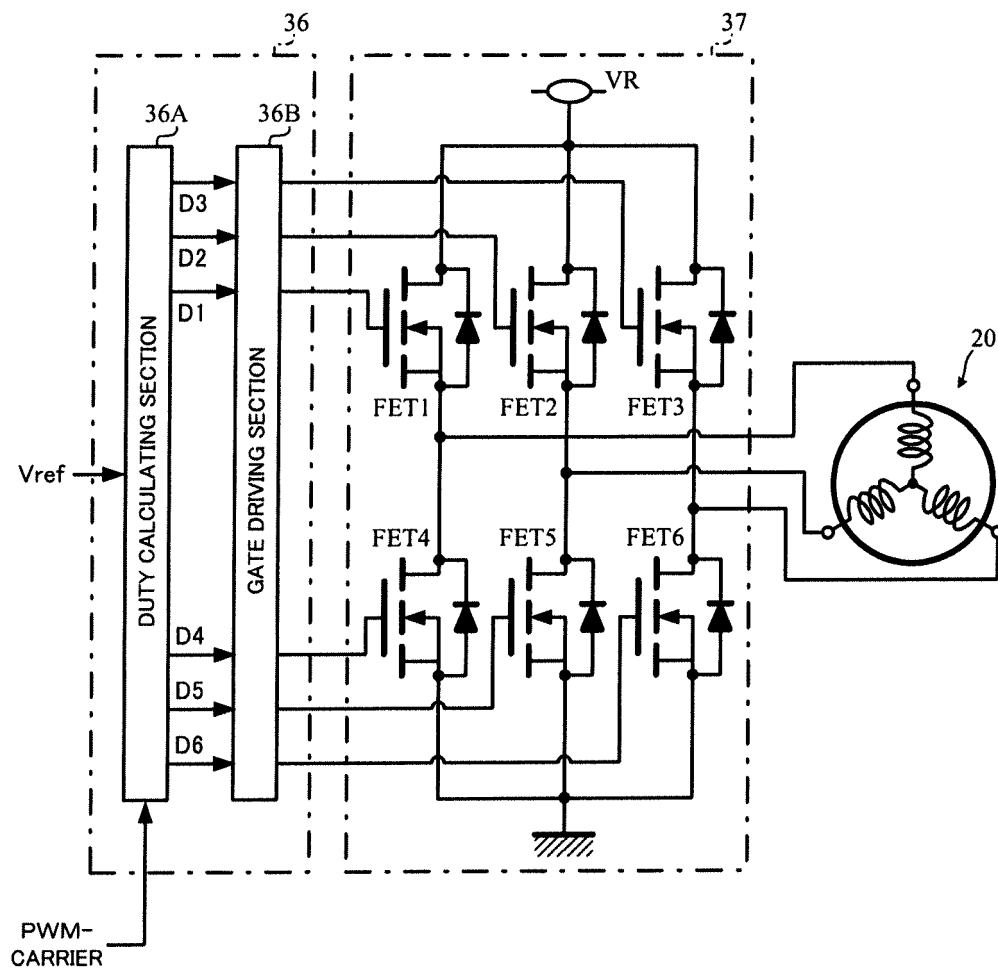 36
37
VR
36A
36B
D3
D2
D1
DUTY CALCULATING SECTION
GATE DRIVING SECTION
FET1
FET2
FET3
20
Vref
FET4
FET5
FET6
D4
D5
D6
PWM-
CARRIER